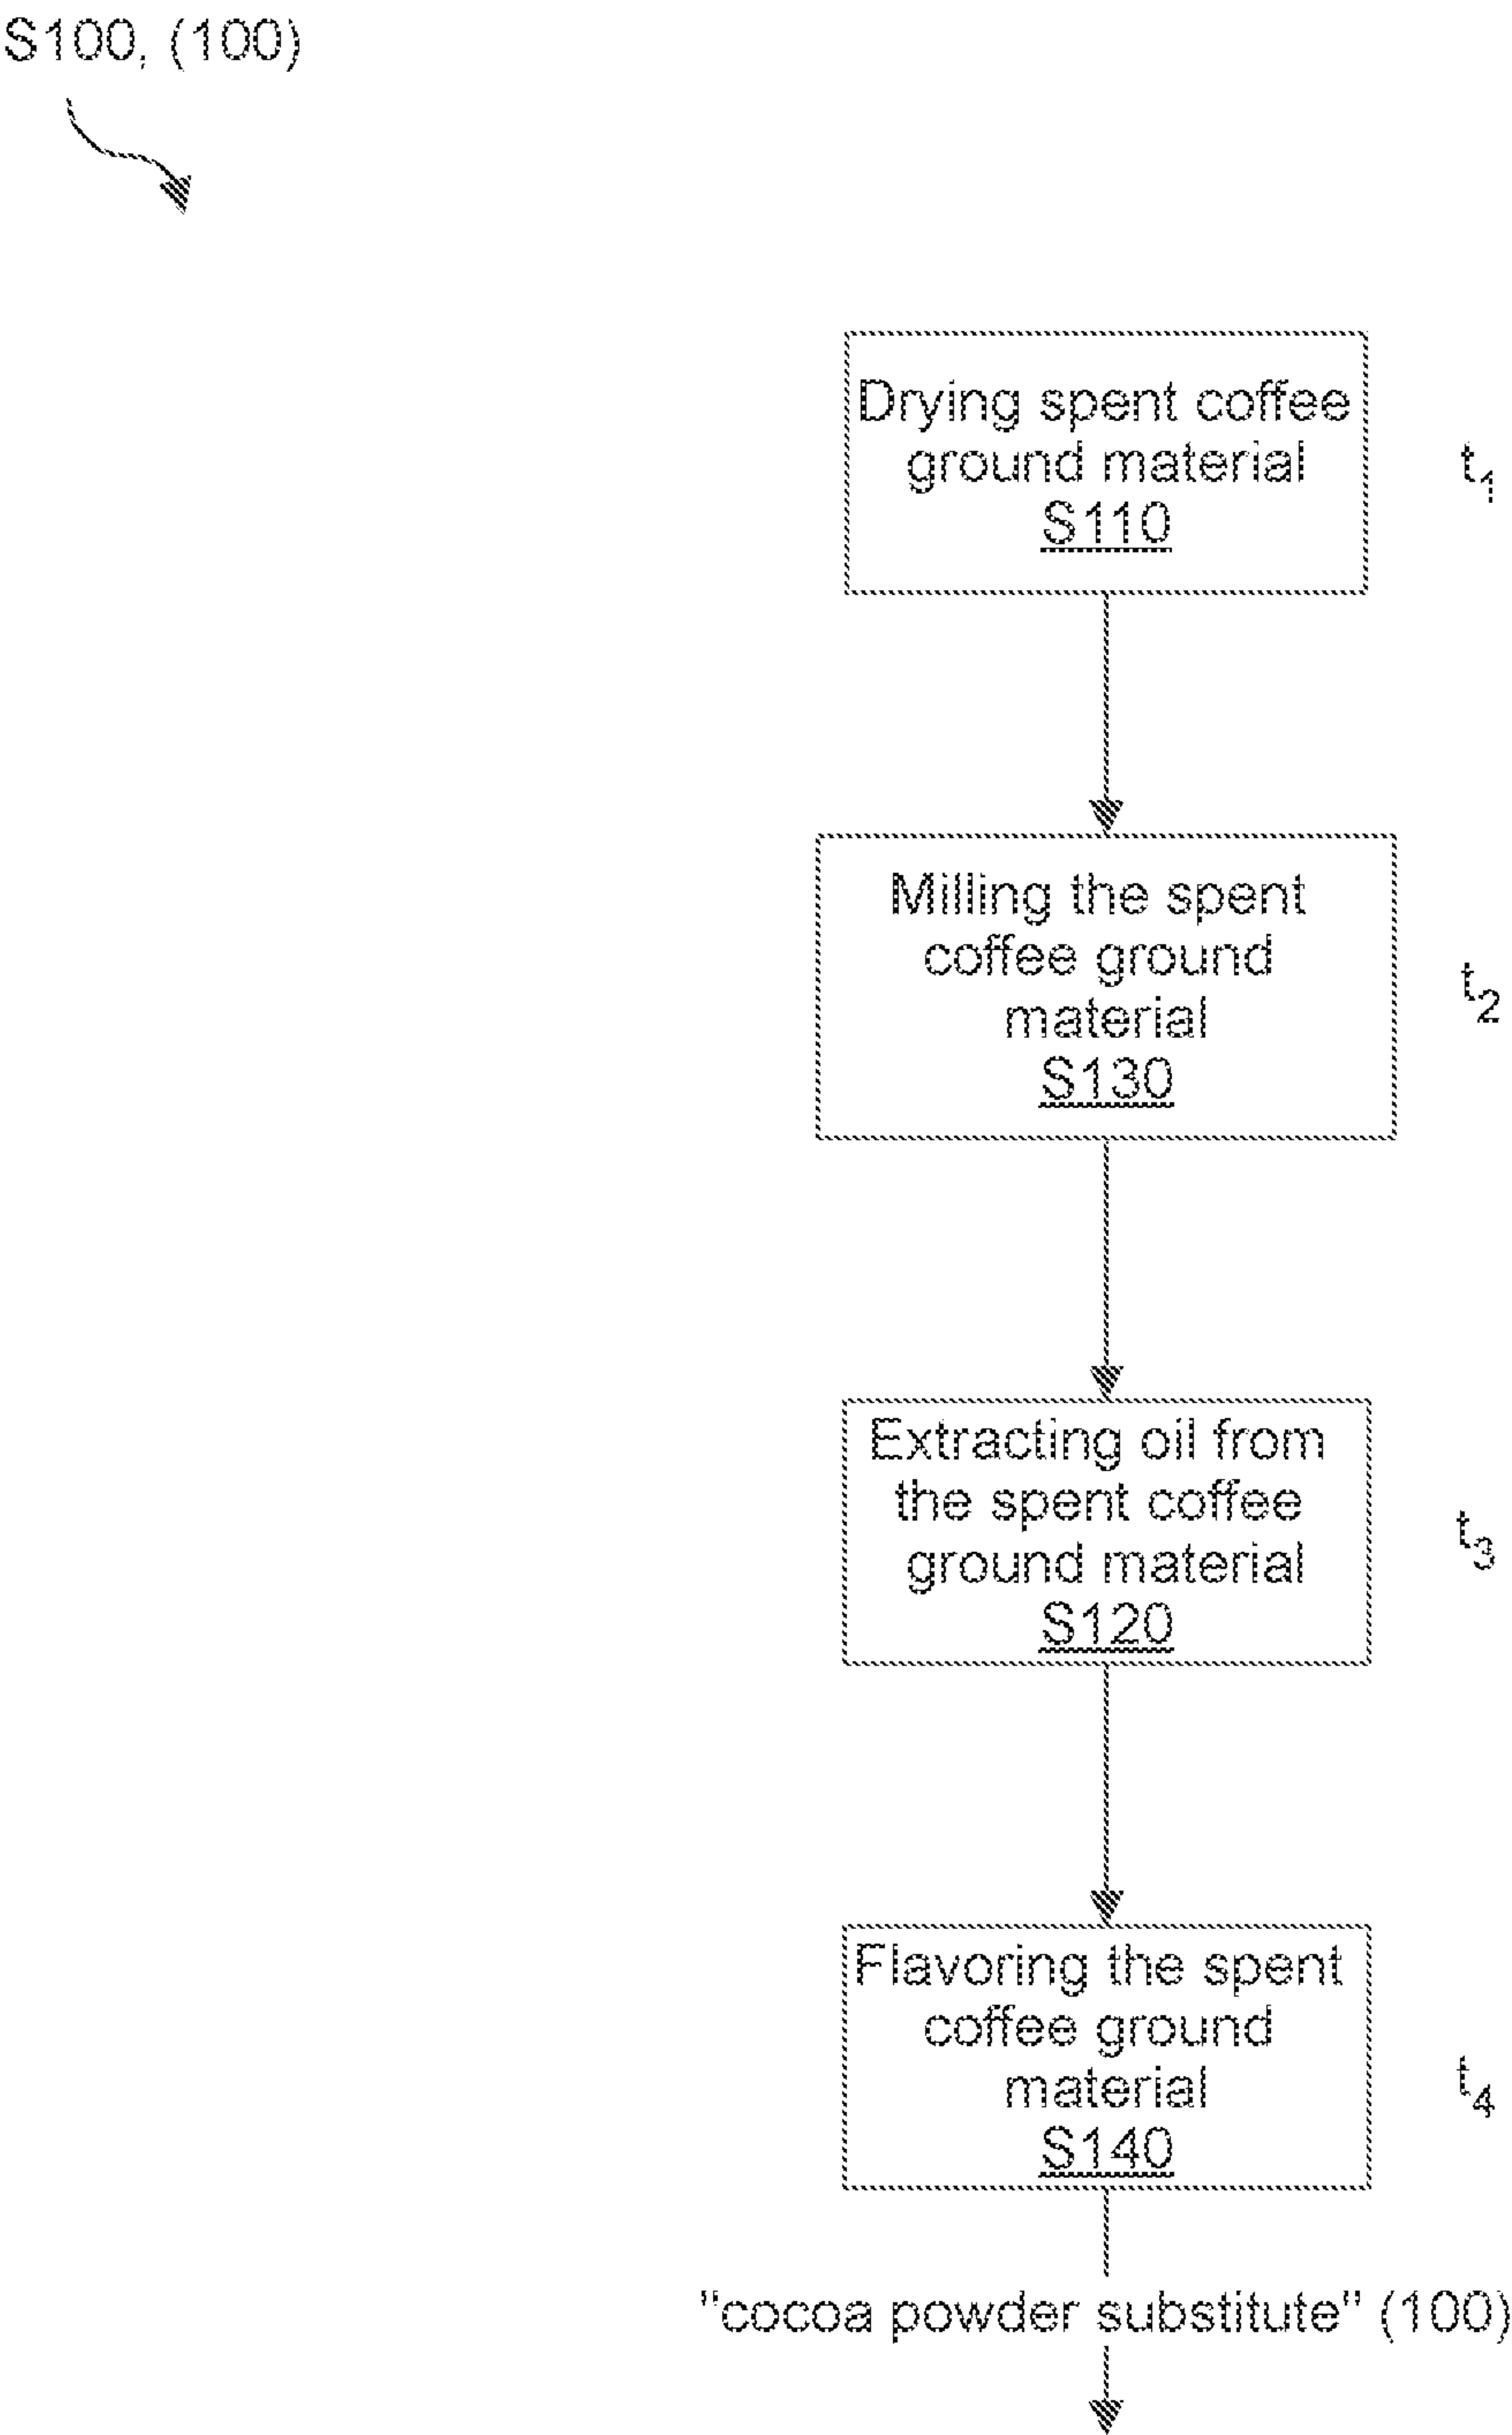 S100, (100)
Drying spent coffee
ground material
S110
t1
Milling the spent
coffee ground
material
S130
t2
Extracting oil from
the spent coffee
ground material
S120
t3
Flavoring the spent
coffee ground
material
S140
t4
"cocoa powder substitute" (100)